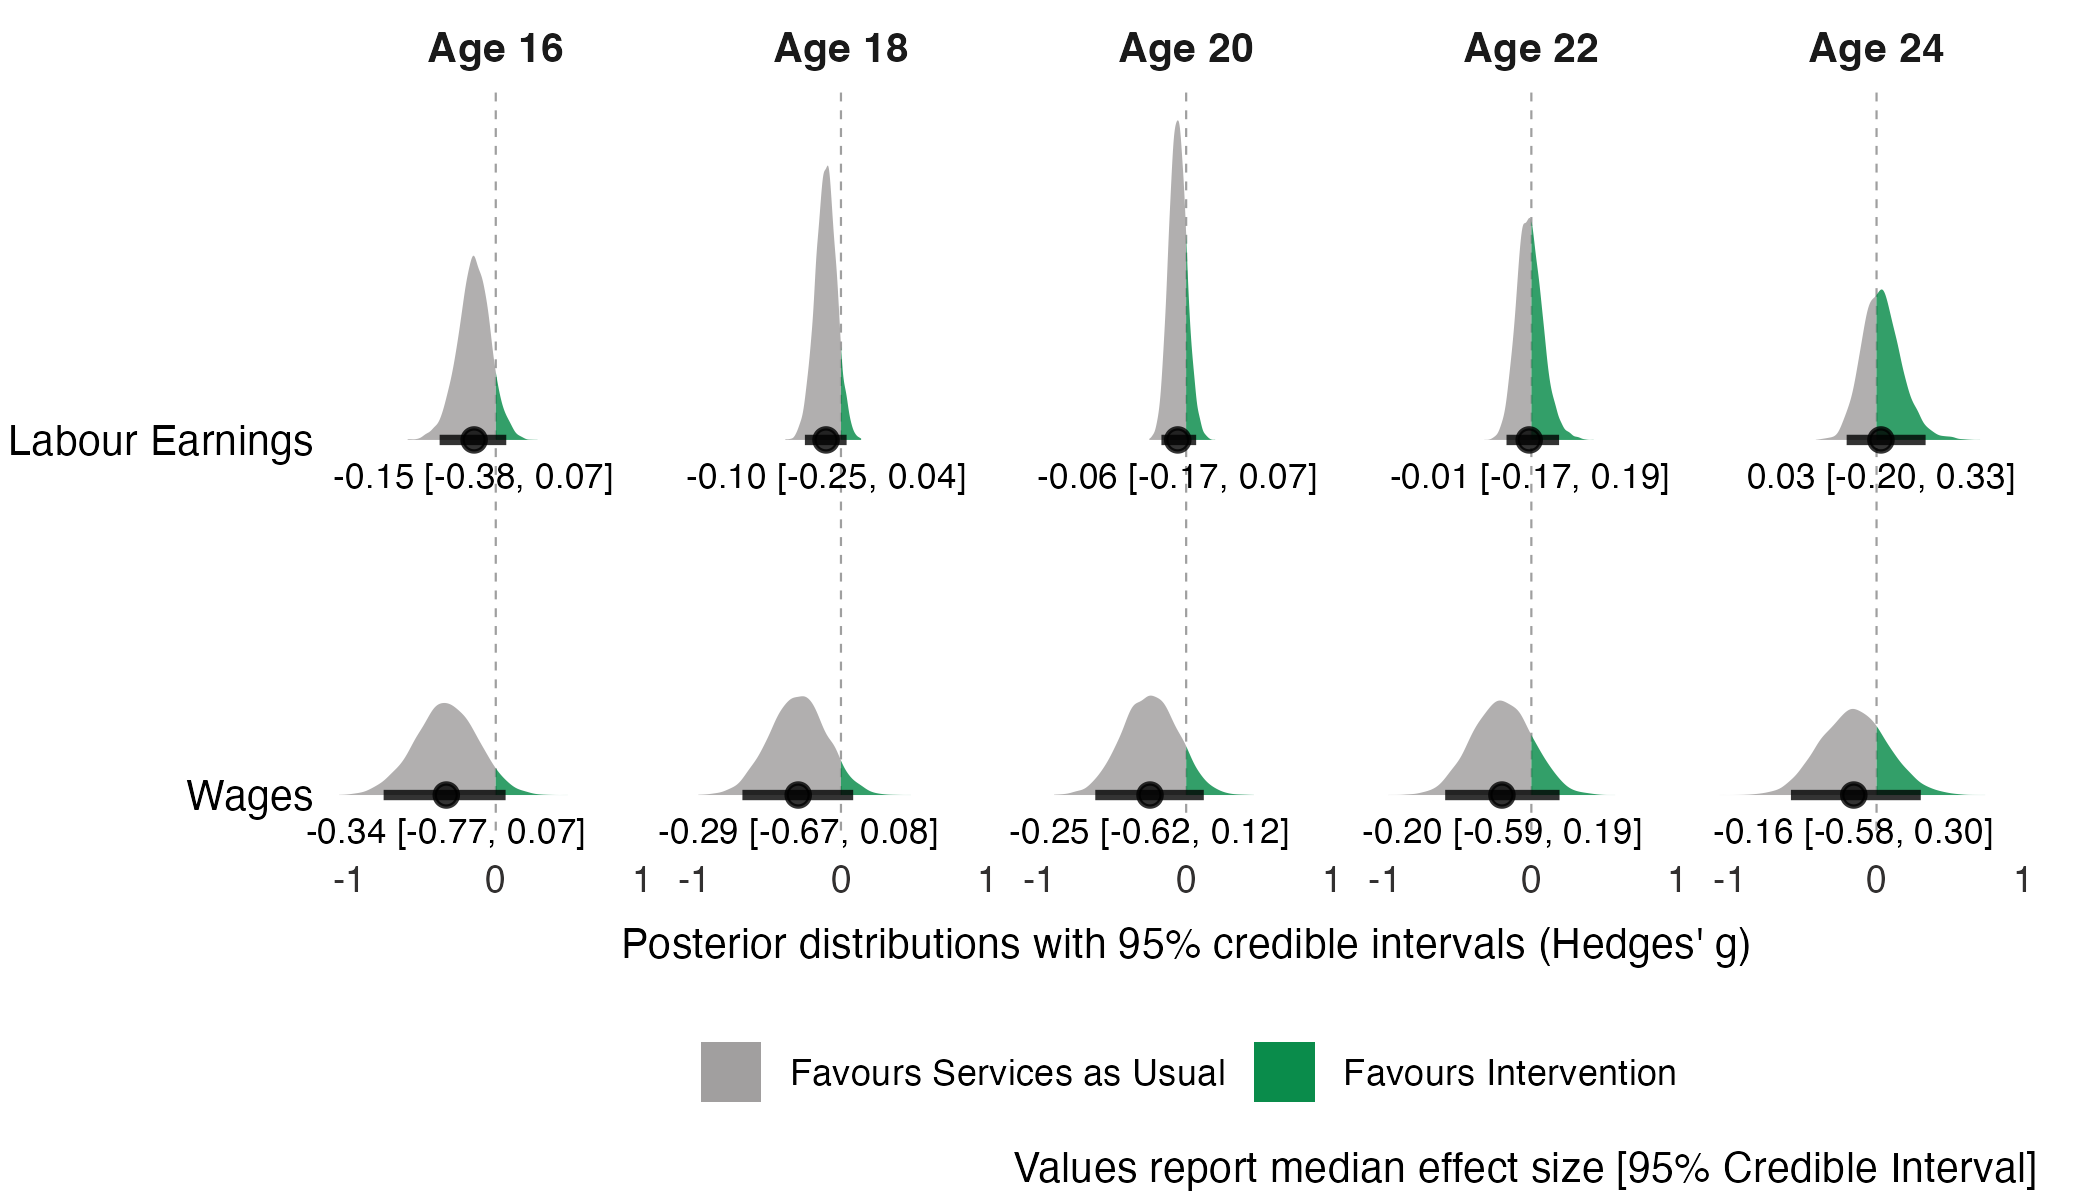 Age 16 Age 18 Age 20 Age 22 Age 24
Labour Earnings
-0.15 [-0.38, 0.07] -0.10 [-0.25, 0.04] -0.06 [-0.17, 0.07] -0.01 [-0.17, 0.19] 0.03 [-0.20, 0.33]
Wages
-0.34 [-0.77, 0.07] -0.29 [-0.67, 0.08] -0.25 [-0.62, 0.12] -0.20 [-0.59, 0.19] -0.16 [-0.58, 0.30]
-1 0 1 -1 0 1 -1 0 1 -1 0 1 -1 0 1
Posterior distributions with 95% credible intervals (Hedges' g)
Favours Services as Usual Favours Intervention
Values report median effect size [95% Credible Interval]